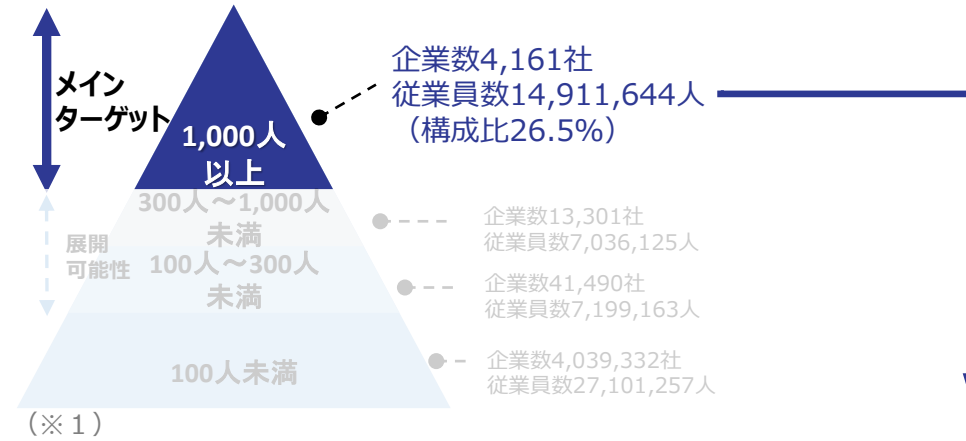 メイン
ターゲット
1,000人
以上
企業数4,161社
従業員数14,911,644人
（構成比26.5%）
300人～1,000人
未満
企業数13,301社
従業員数7,036,125人
展開
可能性
100人～300人
未満
企業数41,490社
従業員数7,199,163人
100人未満
企業数4,039,332社
従業員数27,101,257人
（※１）